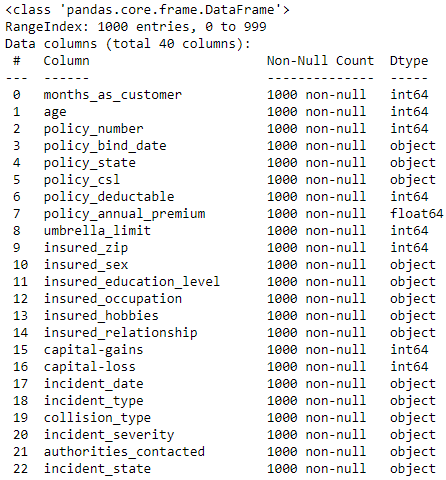 <class 'pandas.core.frame.DataFrame'>
RangeIndex: 1000 entries, 0 to 999
Data columns (total 40 columns):
 #   Column                       Non-Null Count  Dtype
---  ------                       --------------  -----
 0   months_as_customer           1000 non-null   int64
 1   age                          1000 non-null   int64
 2   policy_number                1000 non-null   int64
 3   policy_bind_date             1000 non-null   object
 4   policy_state                 1000 non-null   object
 5   policy_csl                   1000 non-null   object
 6   policy_deductable            1000 non-null   int64
 7   policy_annual_premium        1000 non-null   float64
 8   umbrella_limit               1000 non-null   int64
 9   insured_zip                  1000 non-null   int64
 10  insured_sex                  1000 non-null   object
 11  insured_education_level      1000 non-null   object
 12  insured_occupation           1000 non-null   object
 13  insured_hobbies              1000 non-null   object
 14  insured_relationship         1000 non-null   object
 15  capital-gains                1000 non-null   int64
 16  capital-loss                 1000 non-null   int64
 17  incident_date                1000 non-null   object
 18  incident_type                1000 non-null   object
 19  collision_type               1000 non-null   object
 20  incident_severity            1000 non-null   object
 21  authorities_contacted        1000 non-null   object
 22  incident_state               1000 non-null   object